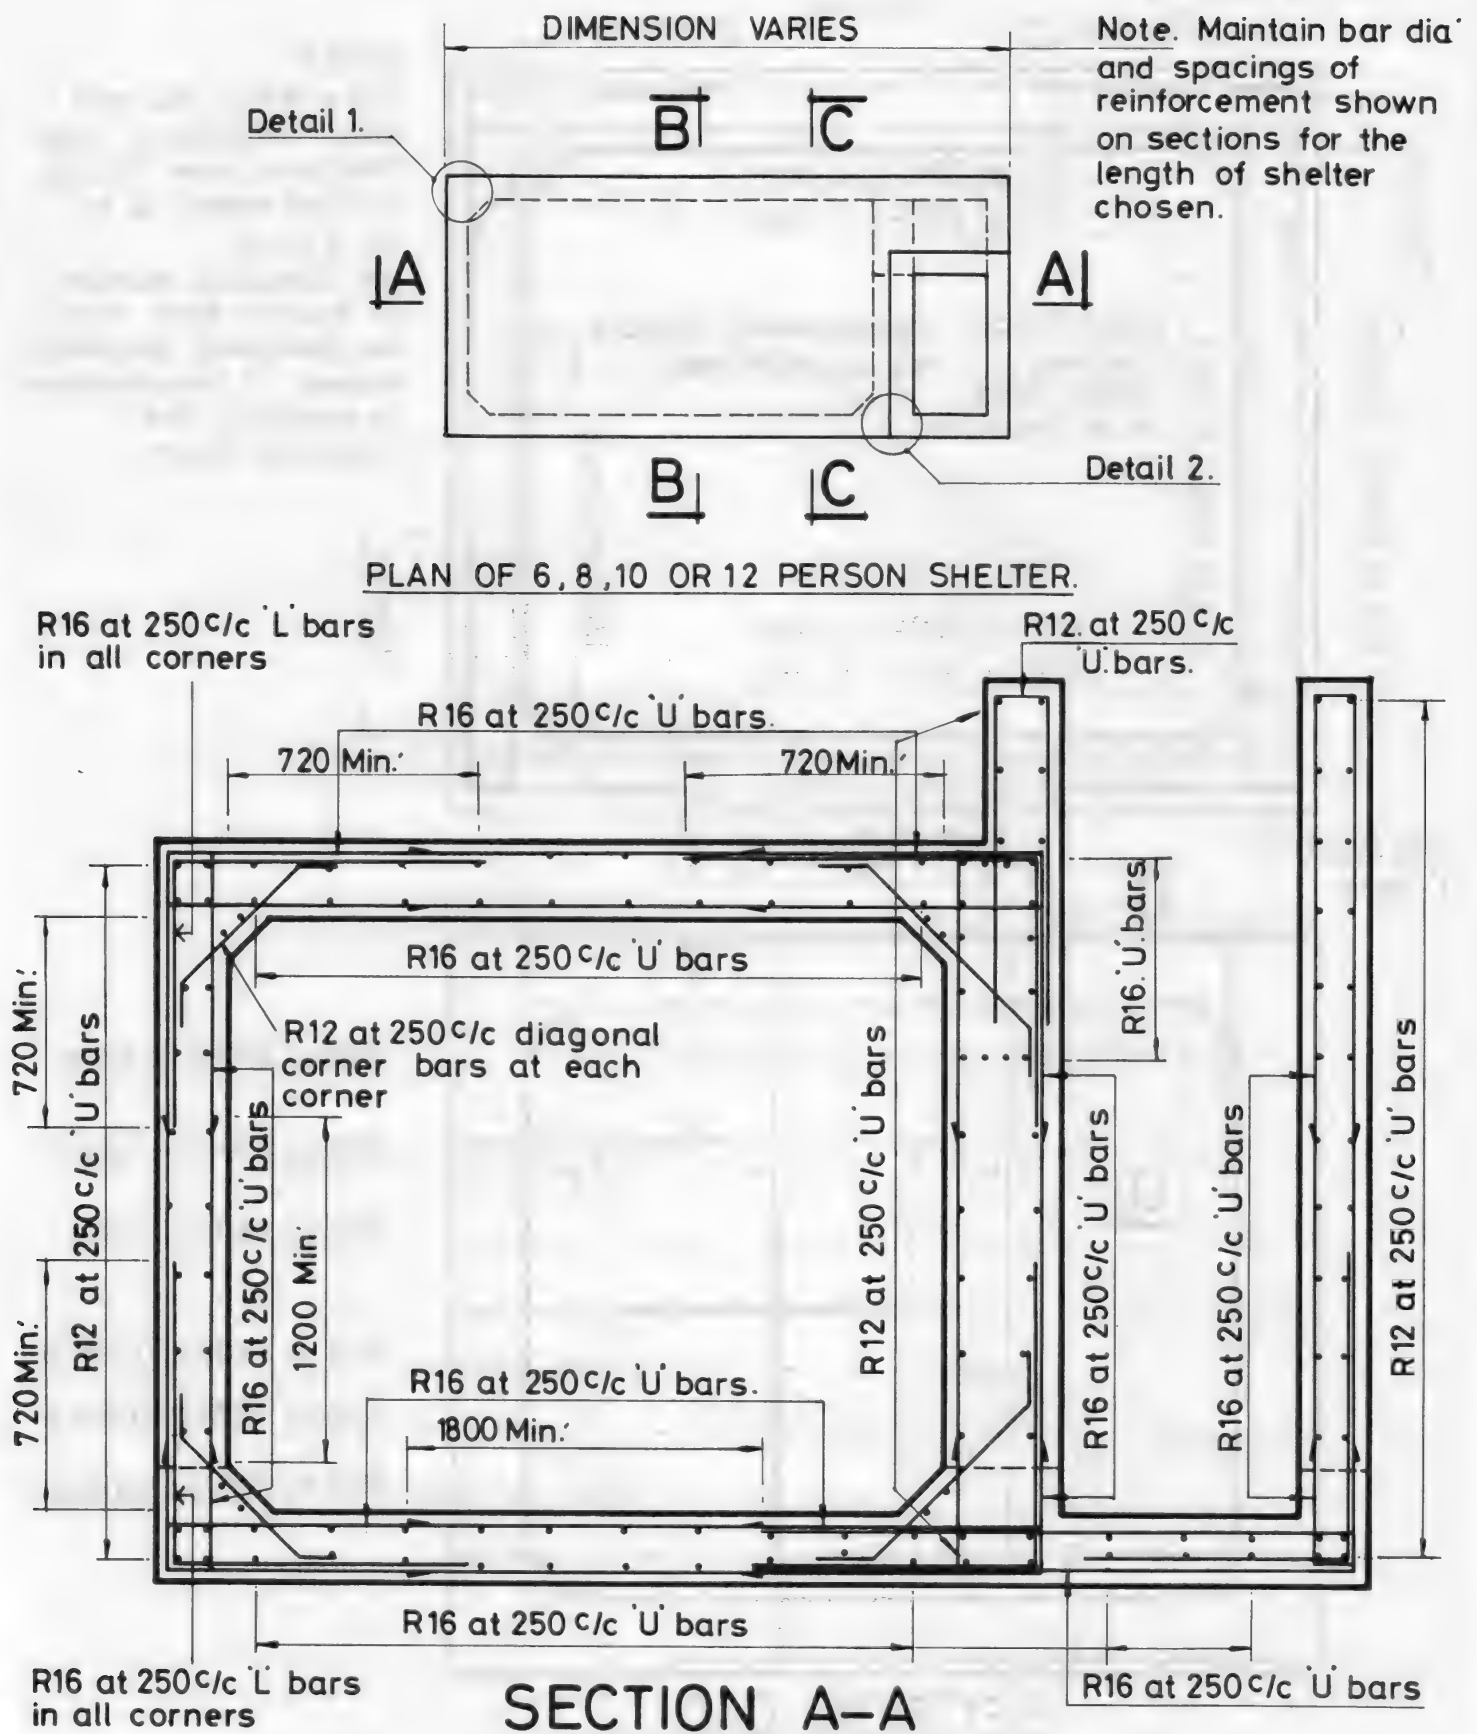 DIMENSION VARIES
Note. Maintain bar dia'
and spacings of
reinforcement shown
on sections for the
length of shelter
chosen.
Detail 1.
B
C
A
A
B
C
Detail 2.
PLAN OF 6, 8, 10 OR 12 PERSON SHELTER.
R16 at 250 c/c 'L' bars
in all corners
R12. at 250 c/c
'U'. bars.
R16 at 250 c/c 'U' bars.
720 Min.'
720 Min.'
R16 at 250 c/c 'U' bars
R16. 'U'. bars
720 Min.'
R12 at 250 c/c 'U' bars
R12 at 250 c/c diagonal
corner bars at each
corner
R16 at 250 c/c 'U' bars
1200 Min'
R12 at 250 c/c 'U' bars
R16 at 250 c/c 'U' bars
R16 at 250 c/c 'U' bars
R12 at 250 c/c 'U' bars
720 Min.'
R16 at 250 c/c 'U' bars.
1800 Min.'
R16 at 250 c/c 'U' bars
R16 at 250 c/c 'L' bars
in all corners
R16 at 250 c/c 'U' bars
SECTION A–A